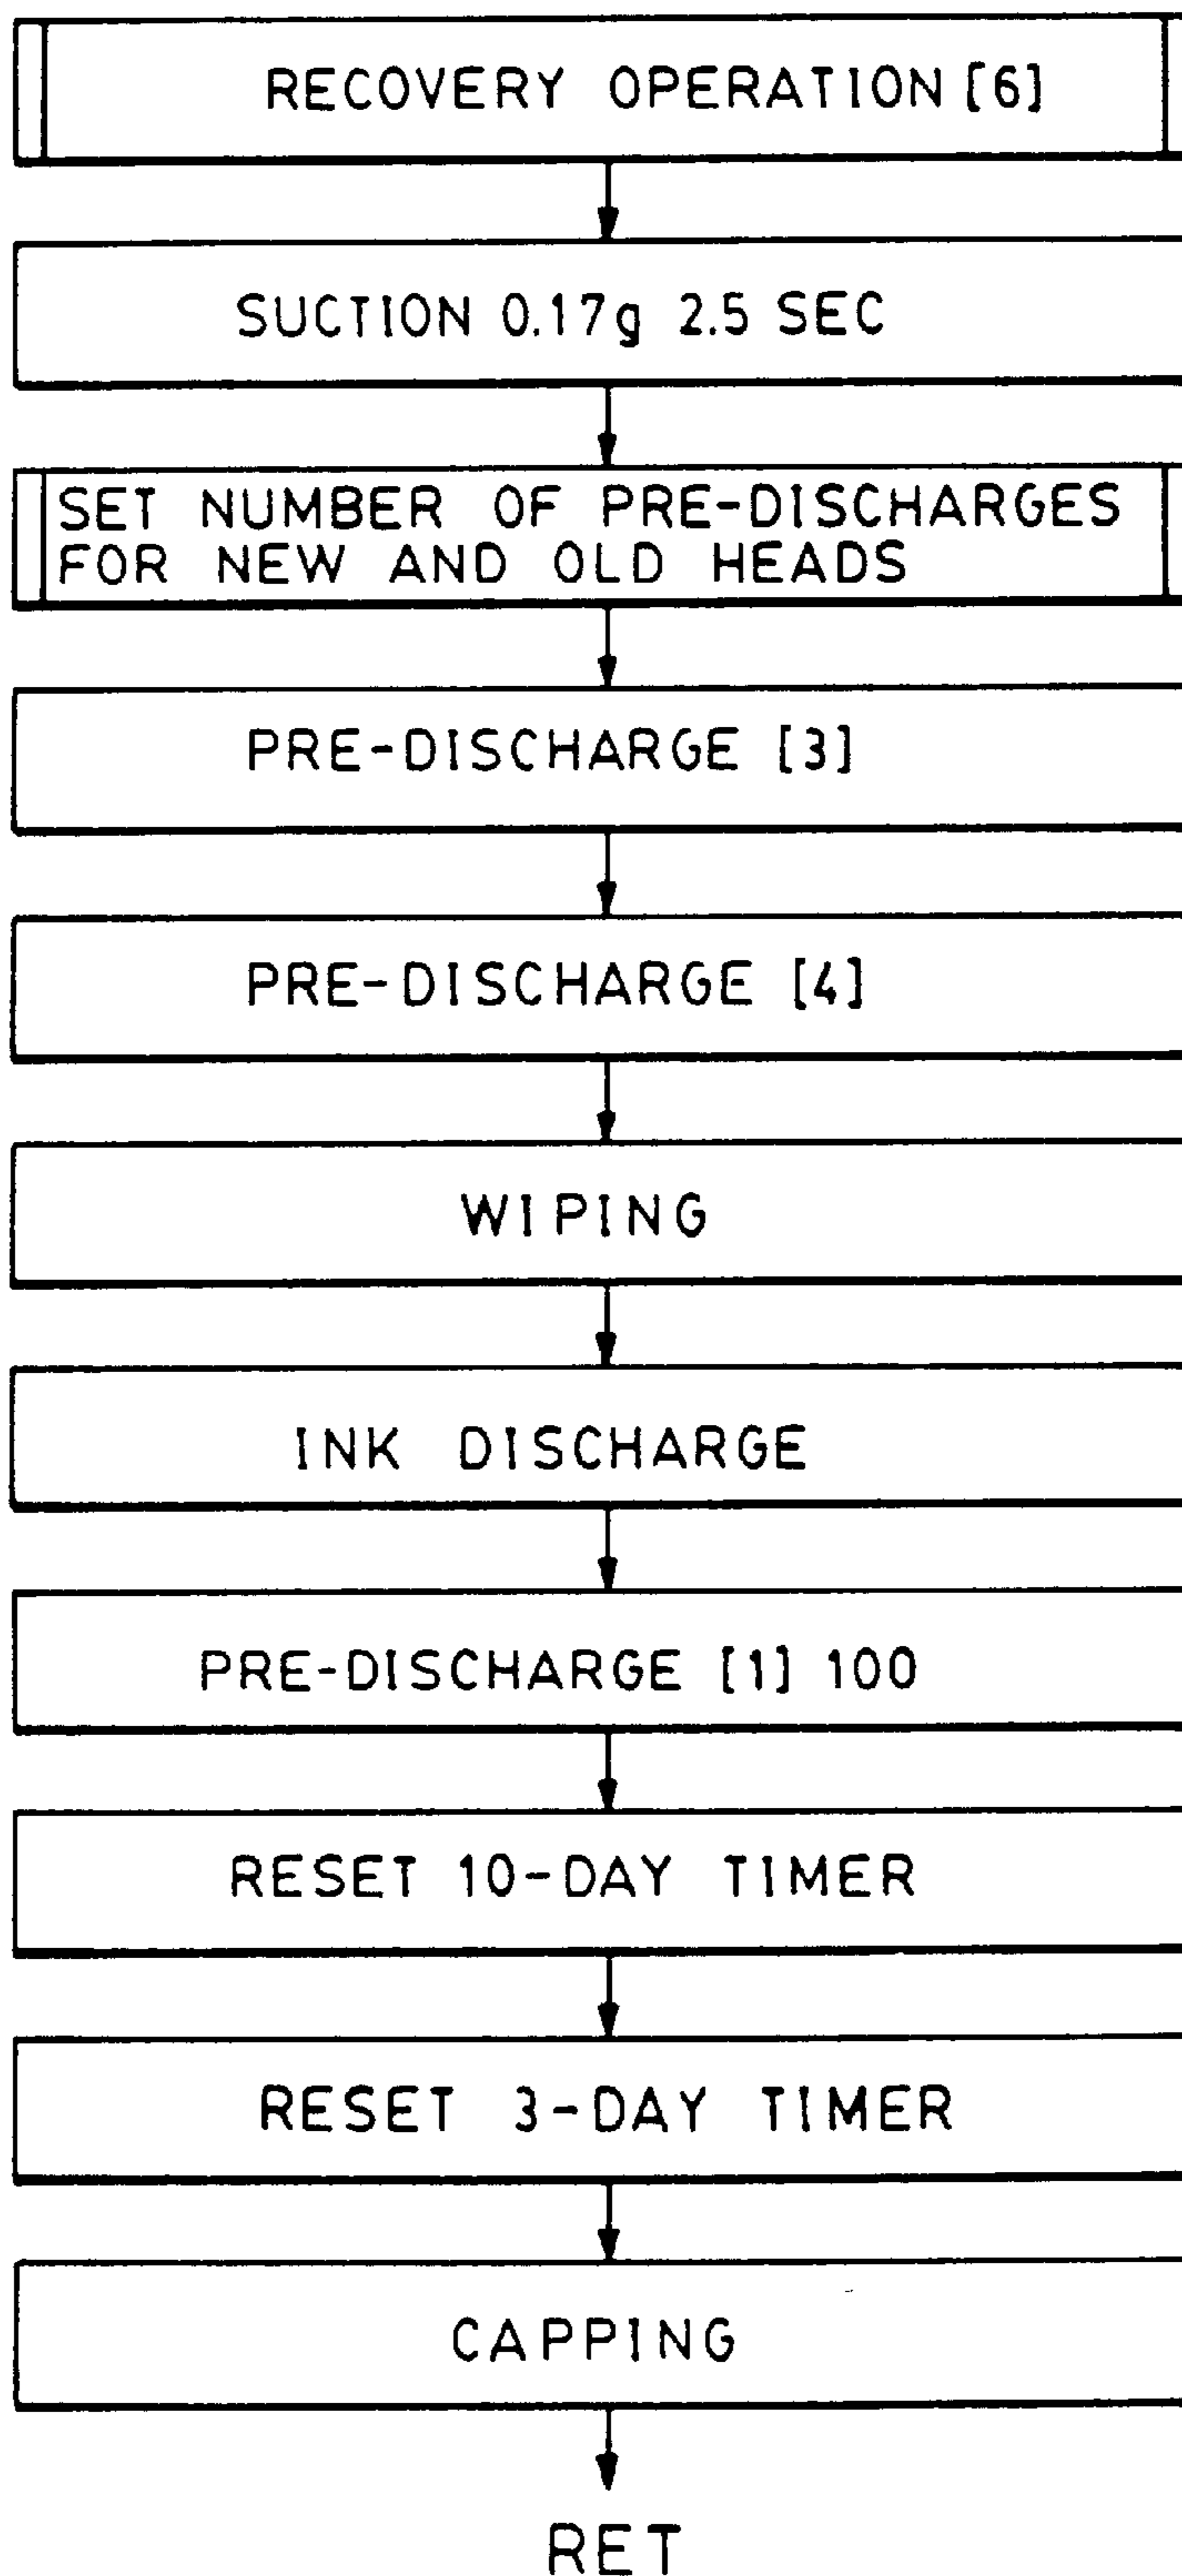 RECOVERY OPERATION [6]
SUCTION 0.17g 2.5 SEC
SET NUMBER OF PRE-DISCHARGES
FOR NEW AND OLD HEADS
PRE-DISCHARGE [3]
PRE-DISCHARGE [4]
WIPING
INK DISCHARGE
PRE-DISCHARGE [1] 100
RESET 10-DAY TIMER
RESET 3-DAY TIMER
CAPPING
RET